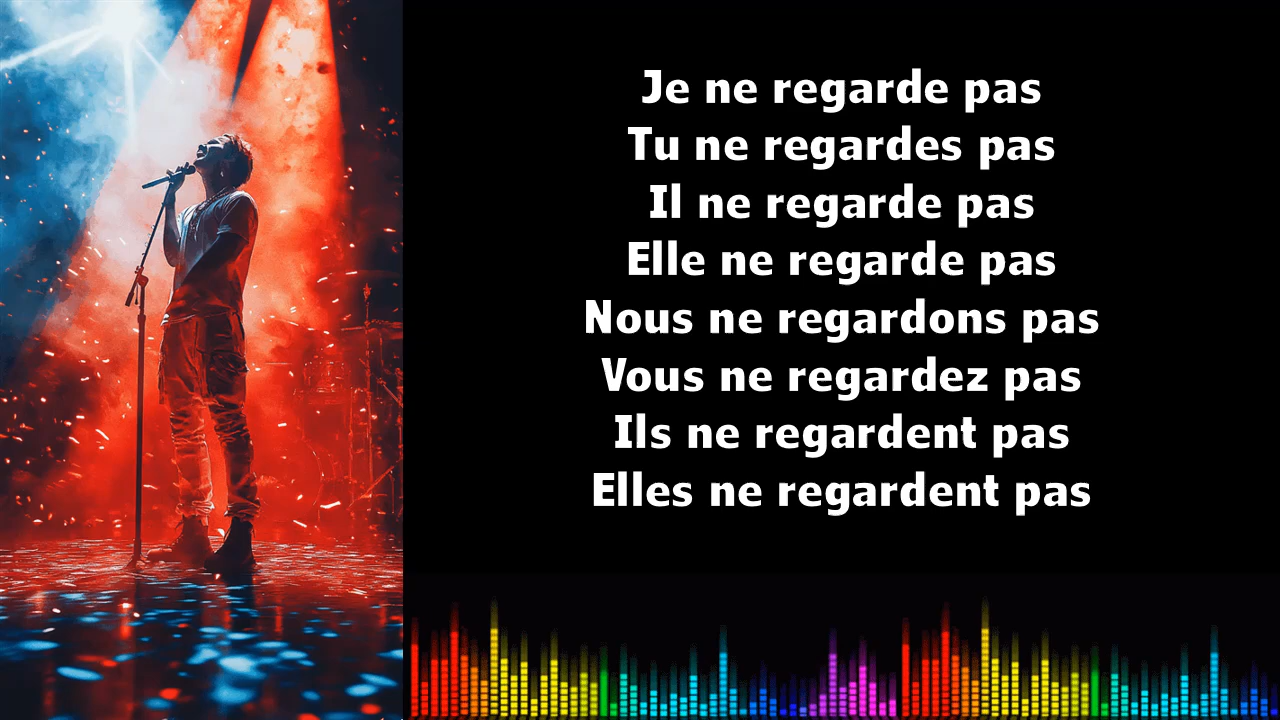 Je ne regarde pas
Tu ne regardes pas
Il ne regarde pas
Elle ne regarde pas
Nous ne regardons pas
Vous ne regardez pas
Ils ne regardent pas
Elles ne regardent pas